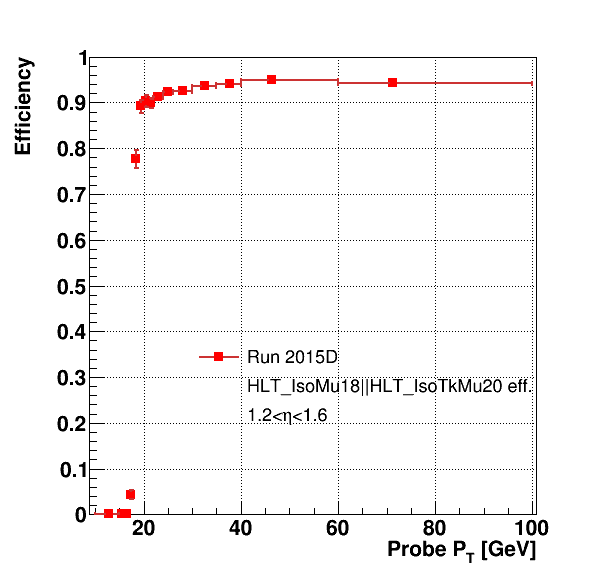 Efficiency
1
0.9
0.8
0.7
0.6
0.5
0.4
0.3
0.2
0.1
0
Run 2015D
HLT_IsoMu18||HLT_IsoTkMu20 eff.
1.2<η<1.6
20 40 60 80 100
Probe P_T [GeV]